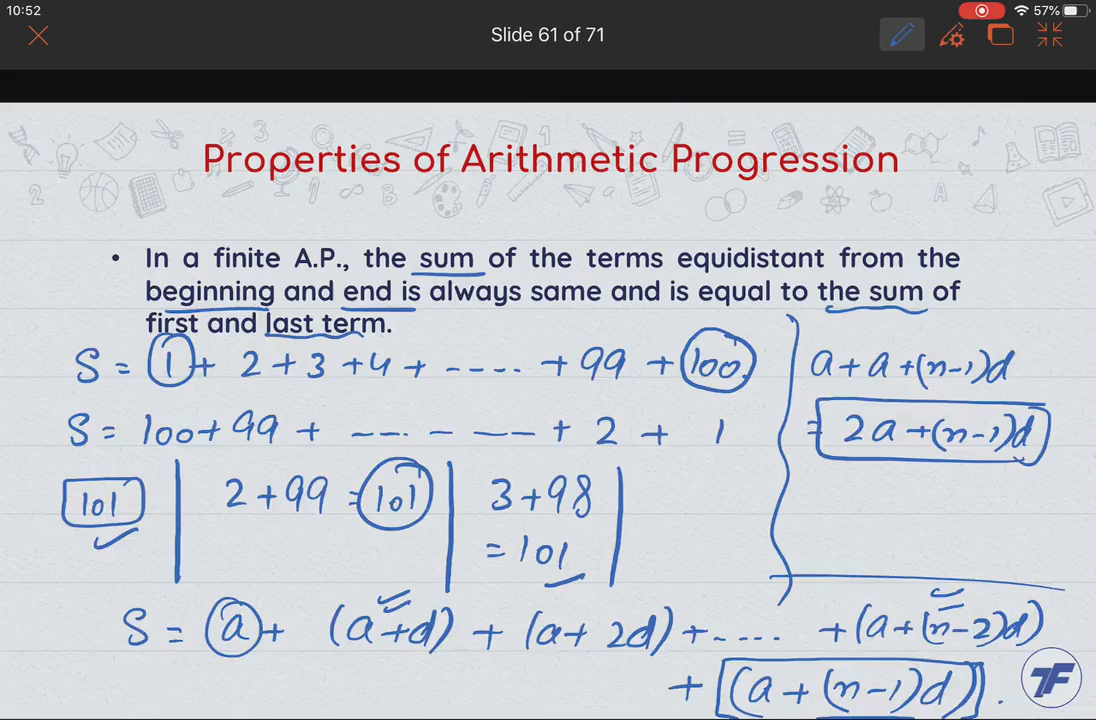 10:52
57%
Slide 61 of 71
Properties of Arithmetic Progression
• In a finite A.P., the sum of the terms equidistant from the
beginning and end is always same and is equal to the sum of
first and last term.
S = 1 + 2 + 3 + 4 + ----- + 99 + 100.
a + a + (n-1)d
S = 100 + 99 + ------- + 2 + 1
= 2a + (n-1)d
101
2 + 99 = 101
3 + 98
= 101
S = a + (a+d) + (a + 2d) + ..... + (a + (n-2)d)
+ [(a + (n-1)d)].
TF